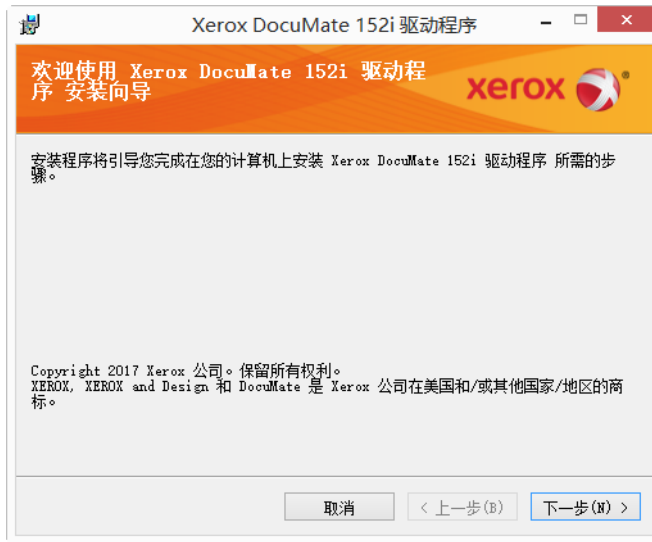 Xerox DocuMate 152i 驱动程序
欢迎使用 Xerox DocuMate 152i 驱动程
序 安装向导
xerox
安装程序将引导您完成在您的计算机上安装 Xerox DocuMate 152i 驱动程序 所需的步
骤。
Copyright 2017 Xerox 公司。保留所有权利。
XEROX, XEROX and Design 和 DocuMate 是 Xerox 公司在美国和/或其他国家/地区的商
标。
取消
< 上一步(B)
下一步(N) >